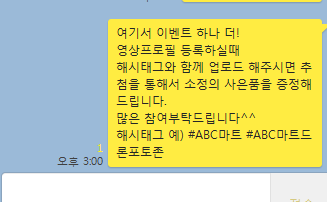 여기서 이벤트 하나 더!
영상프로필 등록하실때
해시태그와 함께 업로드 해주시면 추
첨을 통해서 소정의 사은품을 증정해
드립니다.
많은 참여부탁드립니다^^
해시태그 예) #ABC마트 #ABC마트드
론포토존
1
오후 3:00
전송